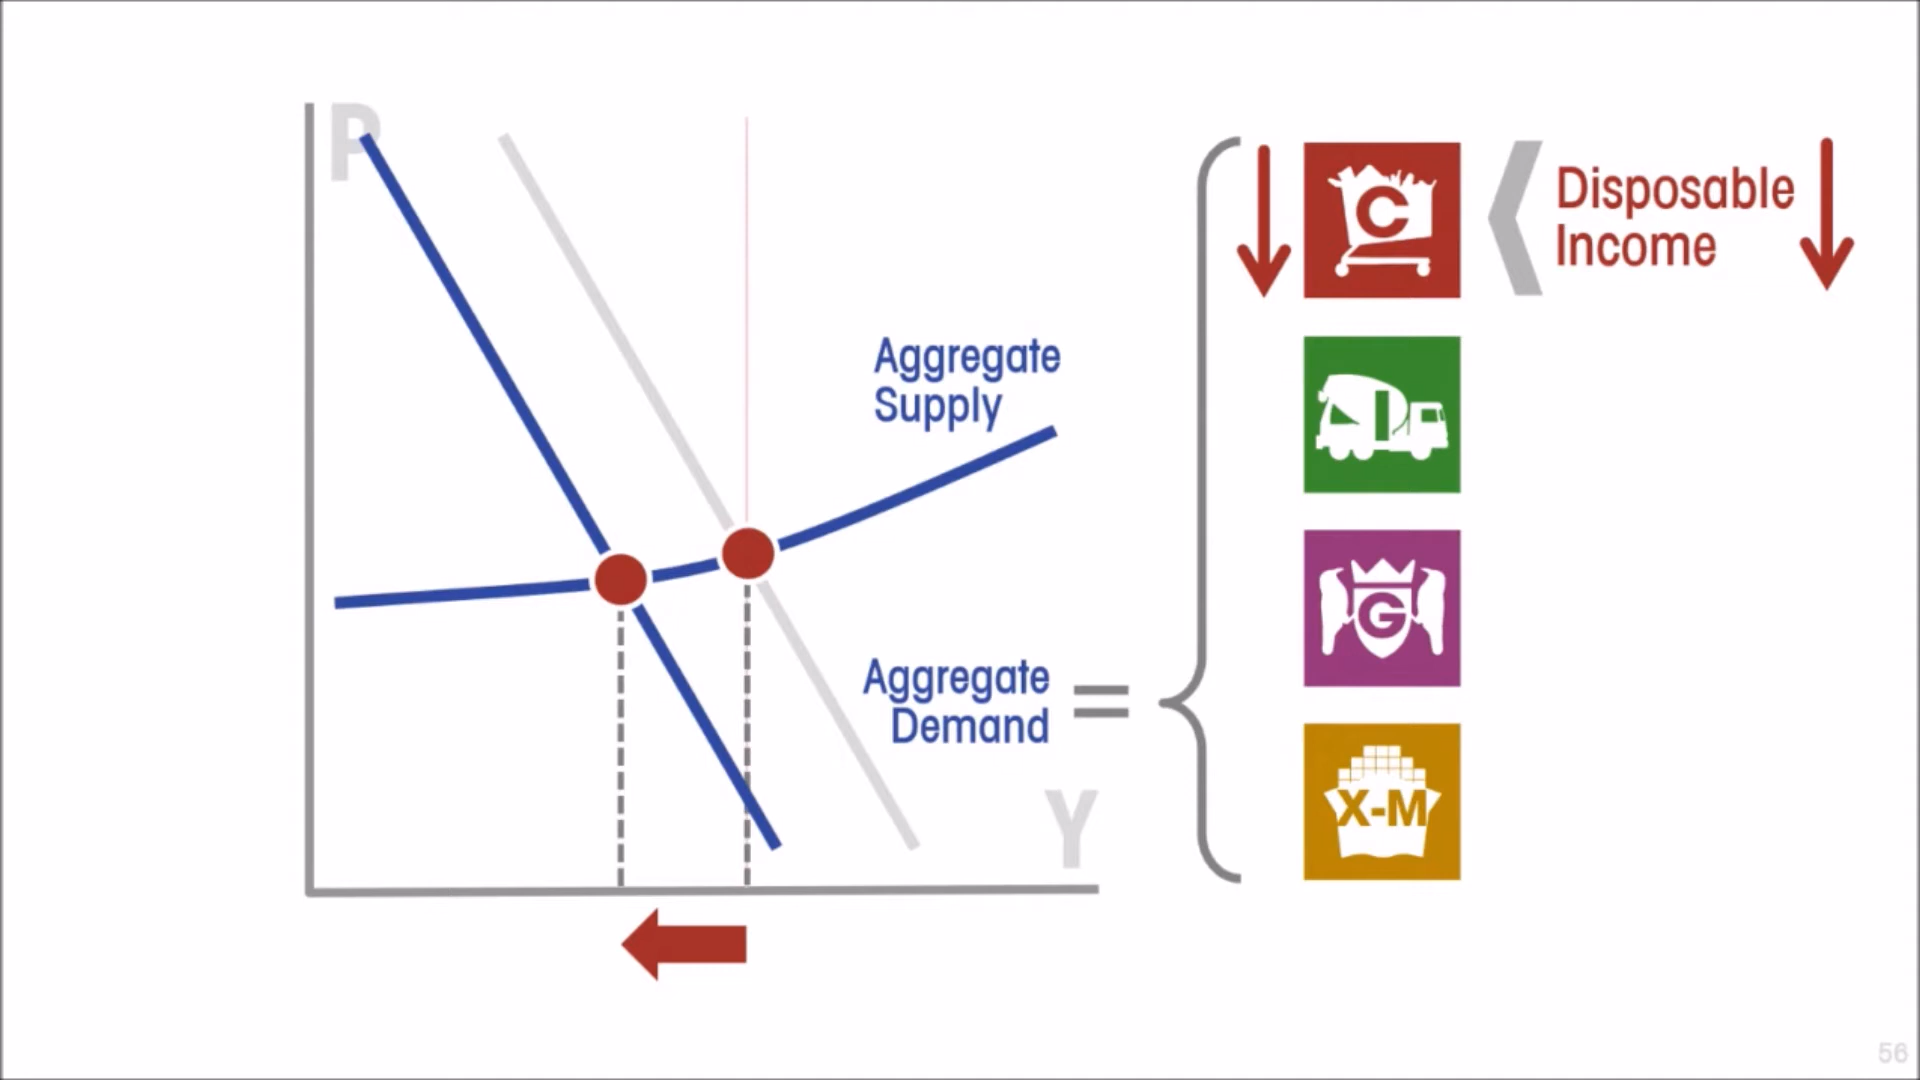 P
Aggregate
Supply
Aggregate
Demand
=
Y
C
Disposable
Income
I
G
X-M
56